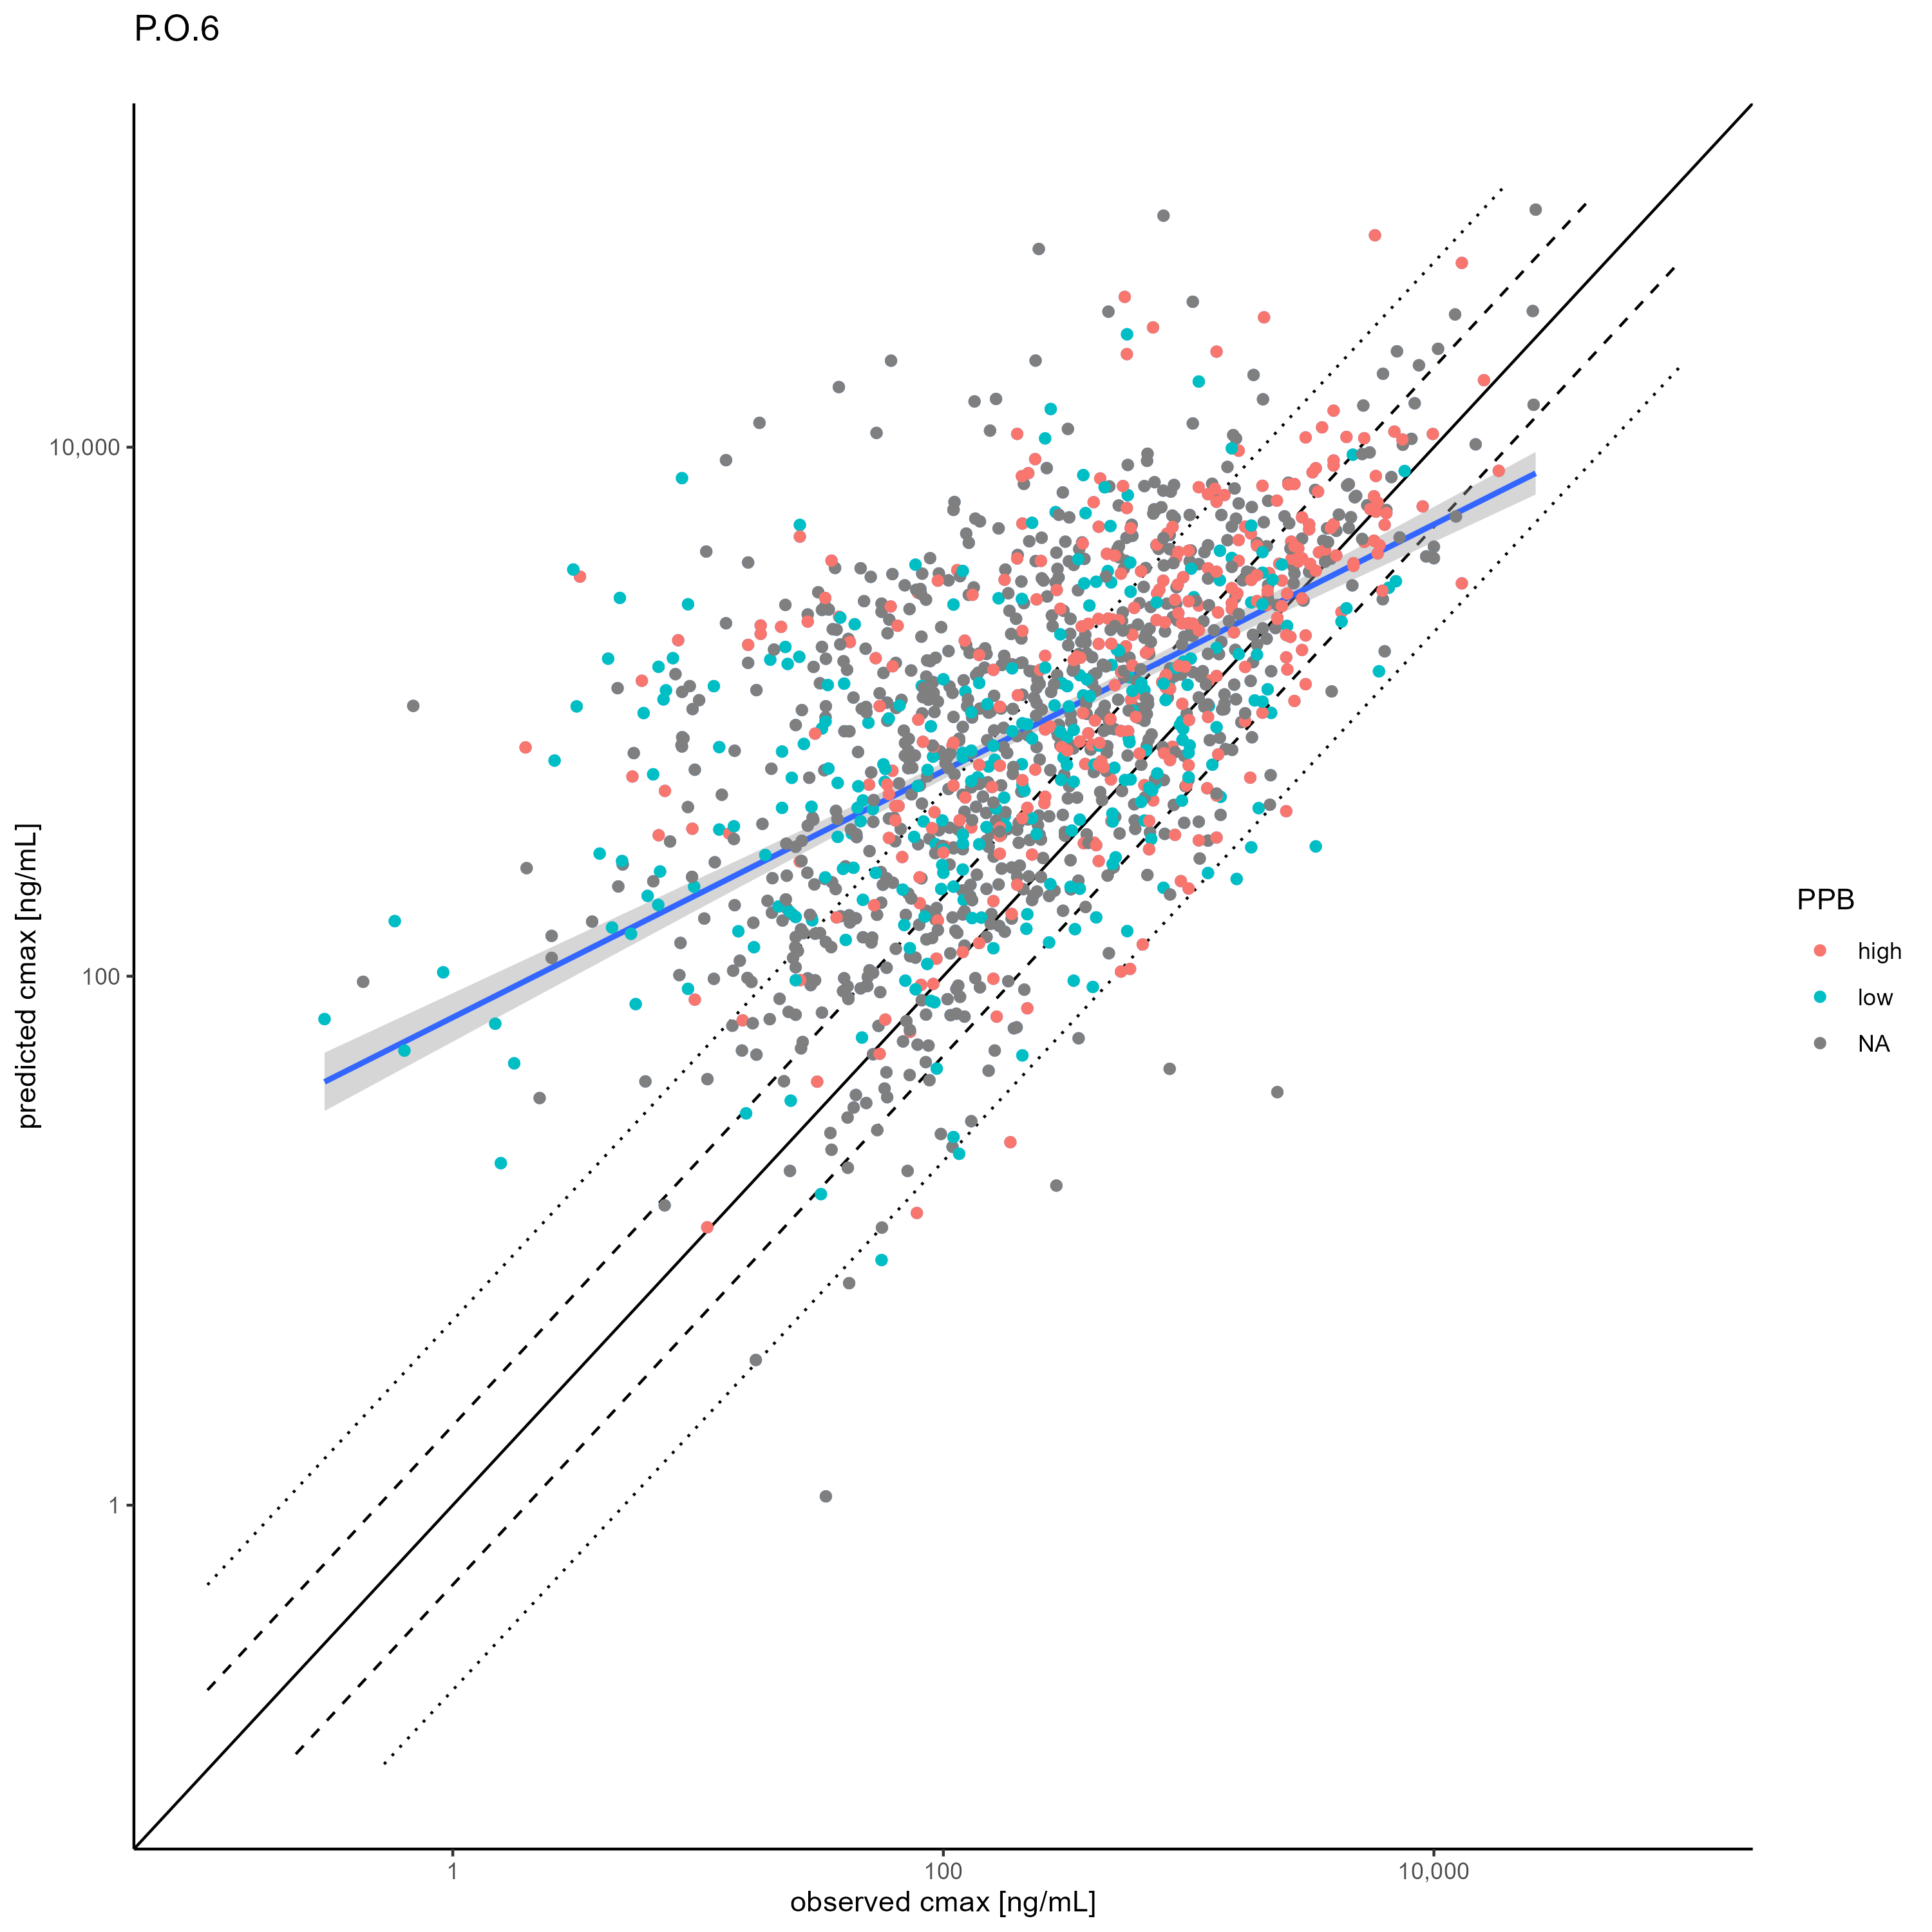 P.O.6
10,000
100
1
predicted cmax [ng/mL]
1
100
10,000
observed cmax [ng/mL]
PPB
high
low
NA